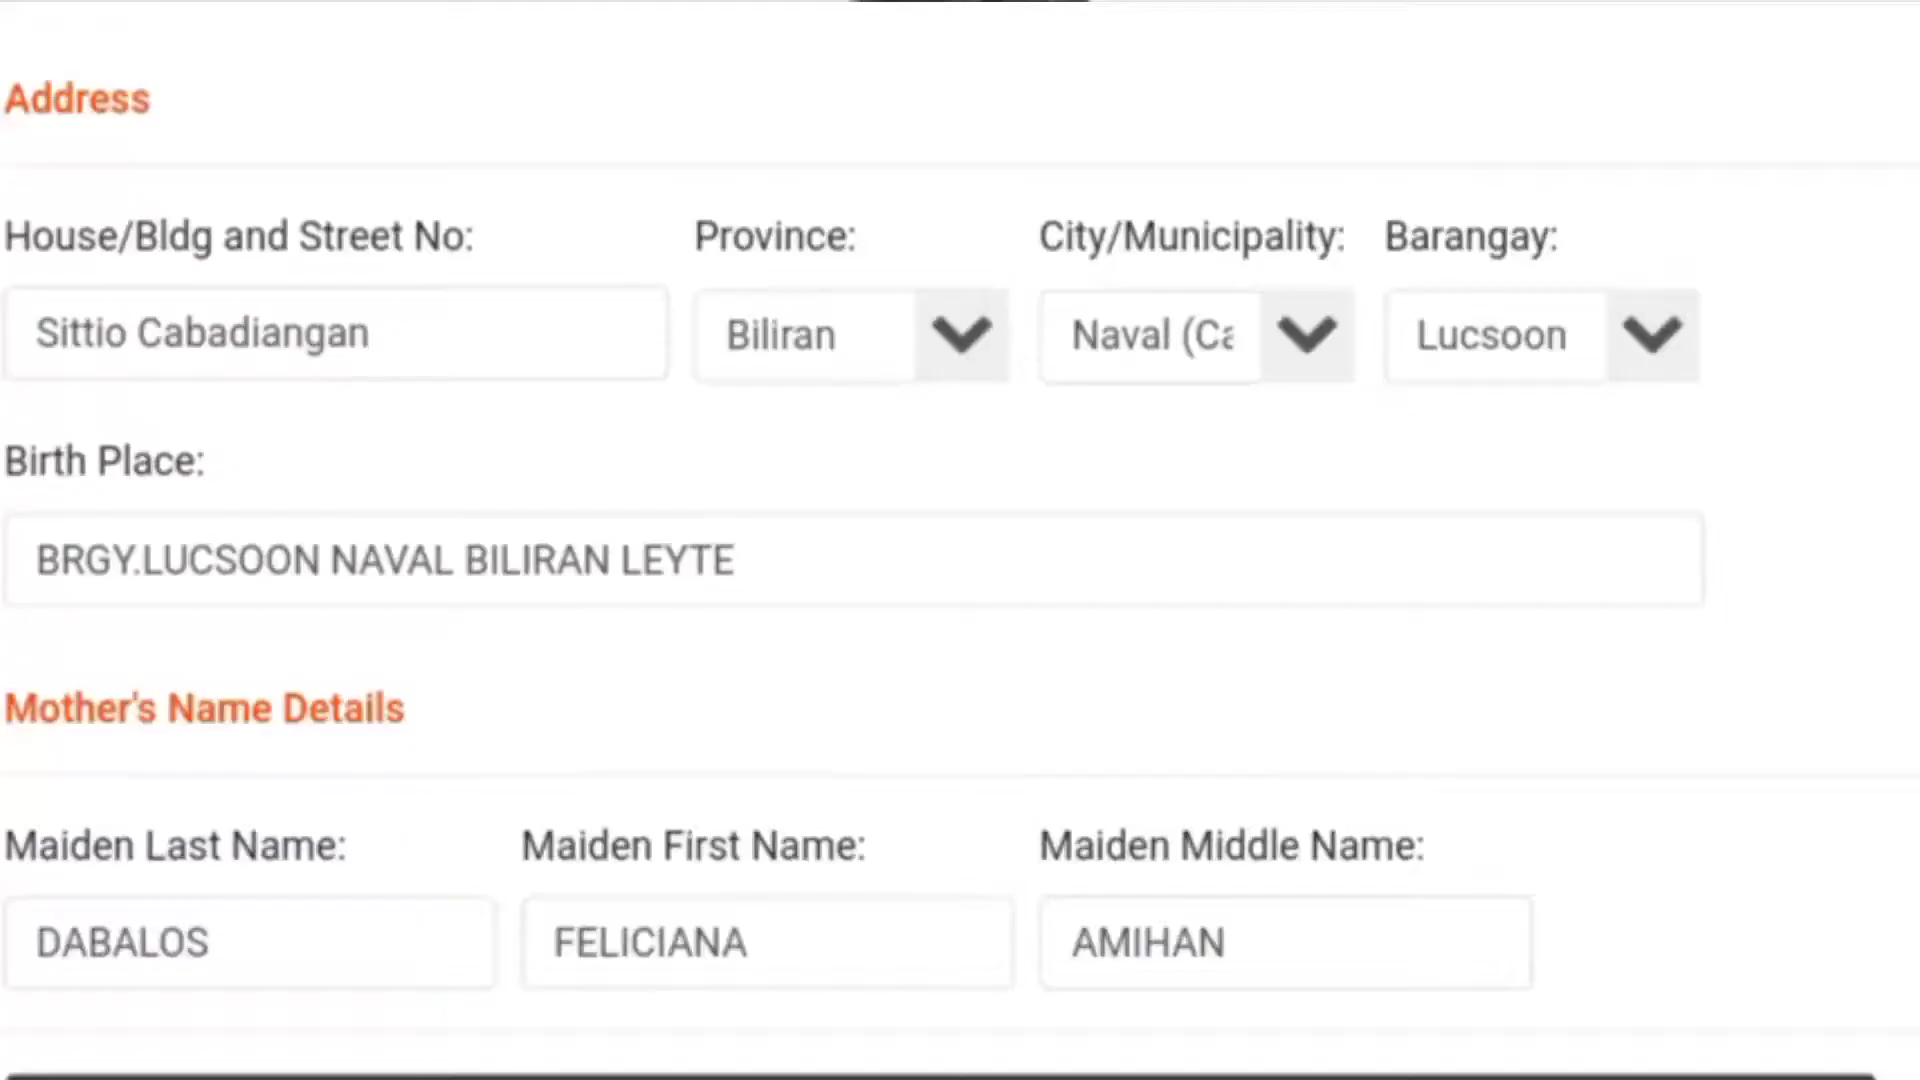 Address
House/Bldg and Street No: Province: City/Municipality: Barangay:
Sittio Cabadiangan Biliran Naval (Ca Lucsoon
Birth Place:
BRGY.LUCSOON NAVAL BILIRAN LEYTE
Mother's Name Details
Maiden Last Name: Maiden First Name: Maiden Middle Name:
DABALOS FELICIANA AMIHAN